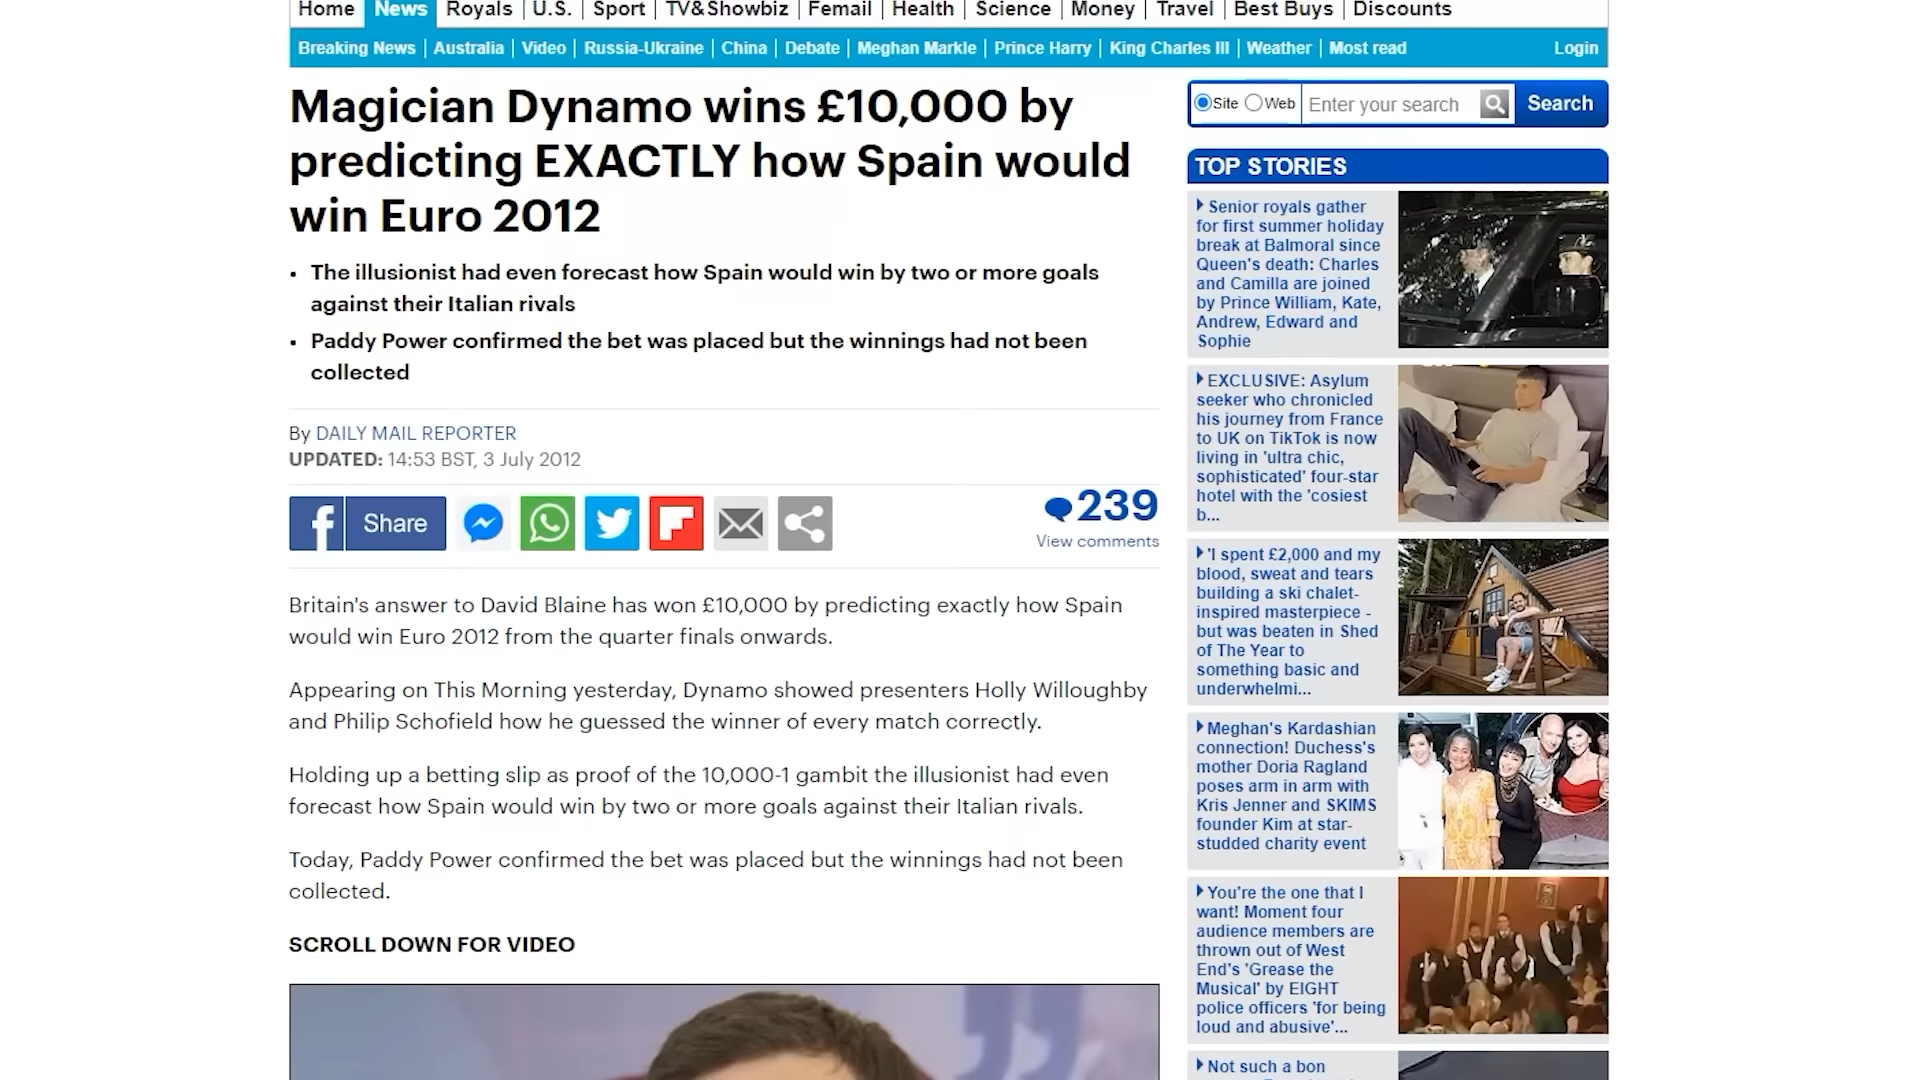 Home News Royals U.S. Sport TV&Showbiz Femail Health Science Money Travel Best Buys Discounts
Breaking News Australia Video Russia-Ukraine China Debate Meghan Markle Prince Harry King Charles III Weather Most read Login
Magician Dynamo wins £10,000 by
predicting EXACTLY how Spain would
win Euro 2012
• The illusionist had even forecast how Spain would win by two or more goals
against their Italian rivals
• Paddy Power confirmed the bet was placed but the winnings had not been
collected
By DAILY MAIL REPORTER
UPDATED: 14:53 BST, 3 July 2012
f Share
239
View comments
Britain's answer to David Blaine has won £10,000 by predicting exactly how Spain
would win Euro 2012 from the quarter finals onwards.
Appearing on This Morning yesterday, Dynamo showed presenters Holly Willoughby
and Philip Schofield how he guessed the winner of every match correctly.
Holding up a betting slip as proof of the 10,000-1 gambit the illusionist had even
forecast how Spain would win by two or more goals against their Italian rivals.
Today, Paddy Power confirmed the bet was placed but the winnings had not been
collected.
SCROLL DOWN FOR VIDEO
Site Web Enter your search Search
TOP STORIES
Senior royals gather
for first summer holiday
break at Balmoral since
Queen's death: Charles
and Camilla are joined
by Prince William, Kate,
Andrew, Edward and
Sophie
EXCLUSIVE: Asylum
seeker who chronicled
his journey from France
to UK on TikTok is now
living in 'ultra chic,
sophisticated' four-star
hotel with the 'cosiest
b...
'I spent £2,000 and my
blood, sweat and tears
building a ski chalet-
inspired masterpiece -
but was beaten in Shed
of The Year to
something basic and
underwhelmi...
Meghan's Kardashian
connection! Duchess's
mother Doria Ragland
poses arm in arm with
Kris Jenner and SKIMS
founder Kim at star-
studded charity event
You're the one that I
want! Moment four
audience members are
thrown out of West
End's 'Grease the
Musical' by EIGHT
police officers 'for being
loud and abusive'...
Not such a bon